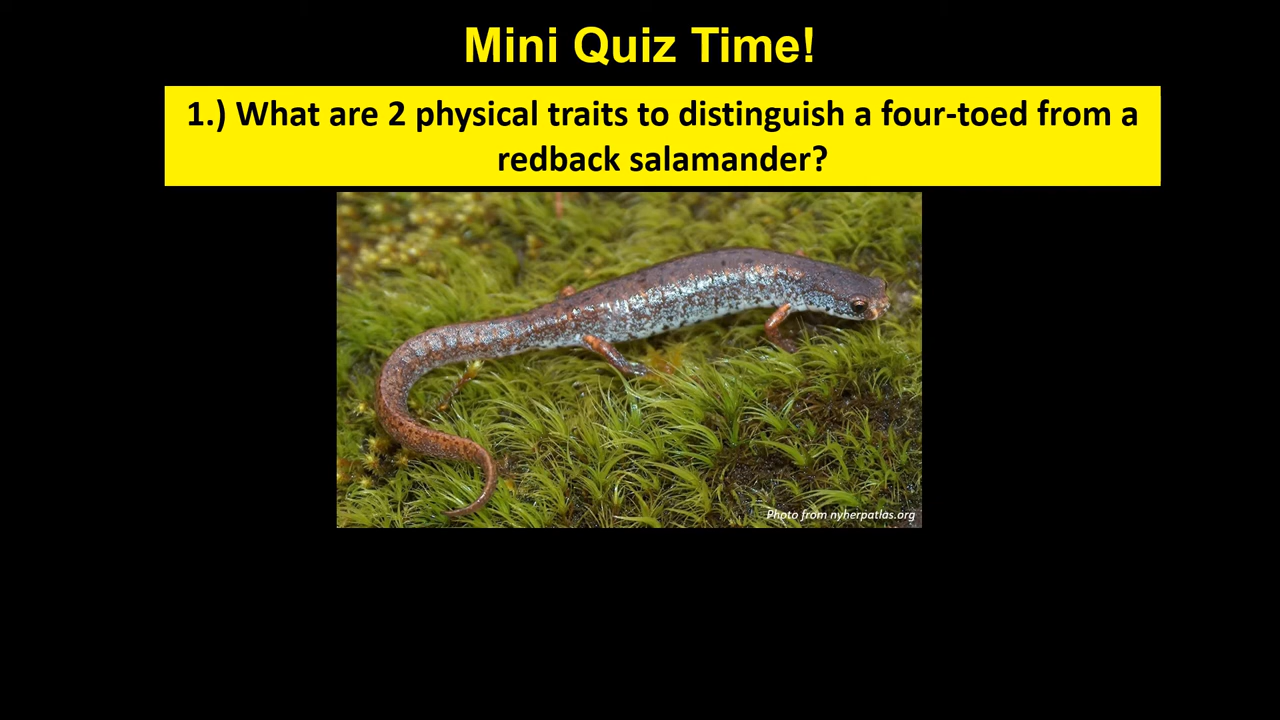 Mini Quiz Time!
1.) What are 2 physical traits to distinguish a four-toed from a
redback salamander?
Photo from nyherpatlas.org